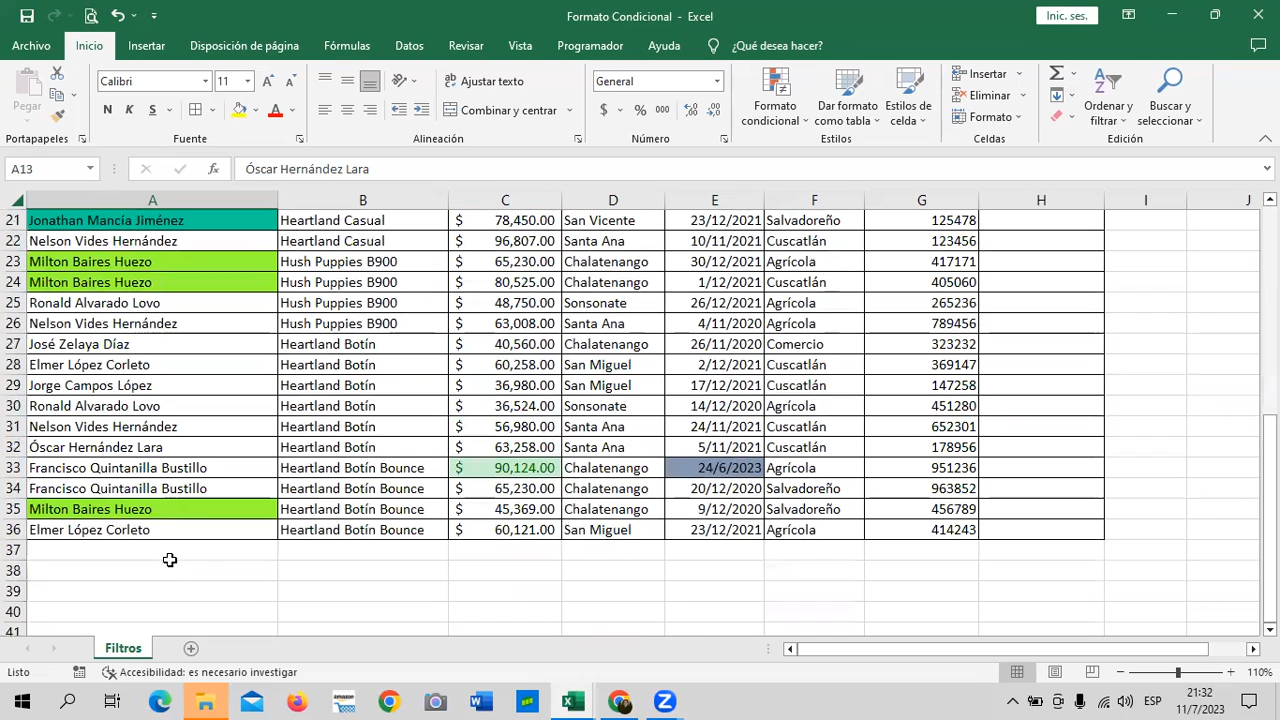 Formato Condicional - Excel
Inic. ses.
Archivo Inicio Insertar Disposición de página Fórmulas Datos Revisar Vista Programador Ayuda ¿Qué desea hacer?
Pegar
Calibri 11
N K S
Ajustar texto
Combinar y centrar
General
$ % 000
Formato condicional
Dar formato como tabla
Estilos de celda
Insertar
Eliminar
Formato
Ordenar y filtrar
Buscar y seleccionar
Portapapeles Fuente Alineación Número Estilos Celdas Edición
A13 fx Óscar Hernández Lara
A B C D E F G H I J
21 Jonathan Mancía Jiménez Heartland Casual $ 78,450.00 San Vicente 23/12/2021 Salvadoreño 125478
22 Nelson Vides Hernández Heartland Casual $ 96,807.00 Santa Ana 10/11/2021 Cuscatlán 123456
23 Milton Baires Huezo Hush Puppies B900 $ 65,230.00 Chalatenango 30/12/2021 Agrícola 417171
24 Milton Baires Huezo Hush Puppies B900 $ 80,525.00 Chalatenango 1/12/2021 Cuscatlán 405060
25 Ronald Alvarado Lovo Hush Puppies B900 $ 48,750.00 Sonsonate 26/12/2021 Agrícola 265236
26 Nelson Vides Hernández Hush Puppies B900 $ 63,008.00 Santa Ana 4/11/2020 Agrícola 789456
27 José Zelaya Díaz Heartland Botín $ 40,560.00 Chalatenango 26/11/2020 Comercio 323232
28 Elmer López Corleto Heartland Botín $ 60,258.00 San Miguel 2/12/2021 Cuscatlán 369147
29 Jorge Campos López Heartland Botín $ 36,980.00 San Miguel 17/12/2021 Cuscatlán 147258
30 Ronald Alvarado Lovo Heartland Botín $ 36,524.00 Sonsonate 14/12/2020 Agrícola 451280
31 Nelson Vides Hernández Heartland Botín $ 56,980.00 Santa Ana 24/11/2021 Cuscatlán 652301
32 Óscar Hernández Lara Heartland Botín $ 63,258.00 Santa Ana 5/11/2021 Cuscatlán 178956
33 Francisco Quintanilla Bustillo Heartland Botín Bounce $ 90,124.00 Chalatenango 24/6/2023 Agrícola 951236
34 Francisco Quintanilla Bustillo Heartland Botín Bounce $ 65,230.00 Chalatenango 20/12/2020 Salvadoreño 963852
35 Milton Baires Huezo Heartland Botín Bounce $ 45,369.00 Chalatenango 9/12/2020 Salvadoreño 456789
36 Elmer López Corleto Heartland Botín Bounce $ 60,121.00 San Miguel 23/12/2021 Agrícola 414243
37
38
39
40
41
Filtros
Listo Accesibilidad: es necesario investigar 110%
ESP 21:32
11/7/2023